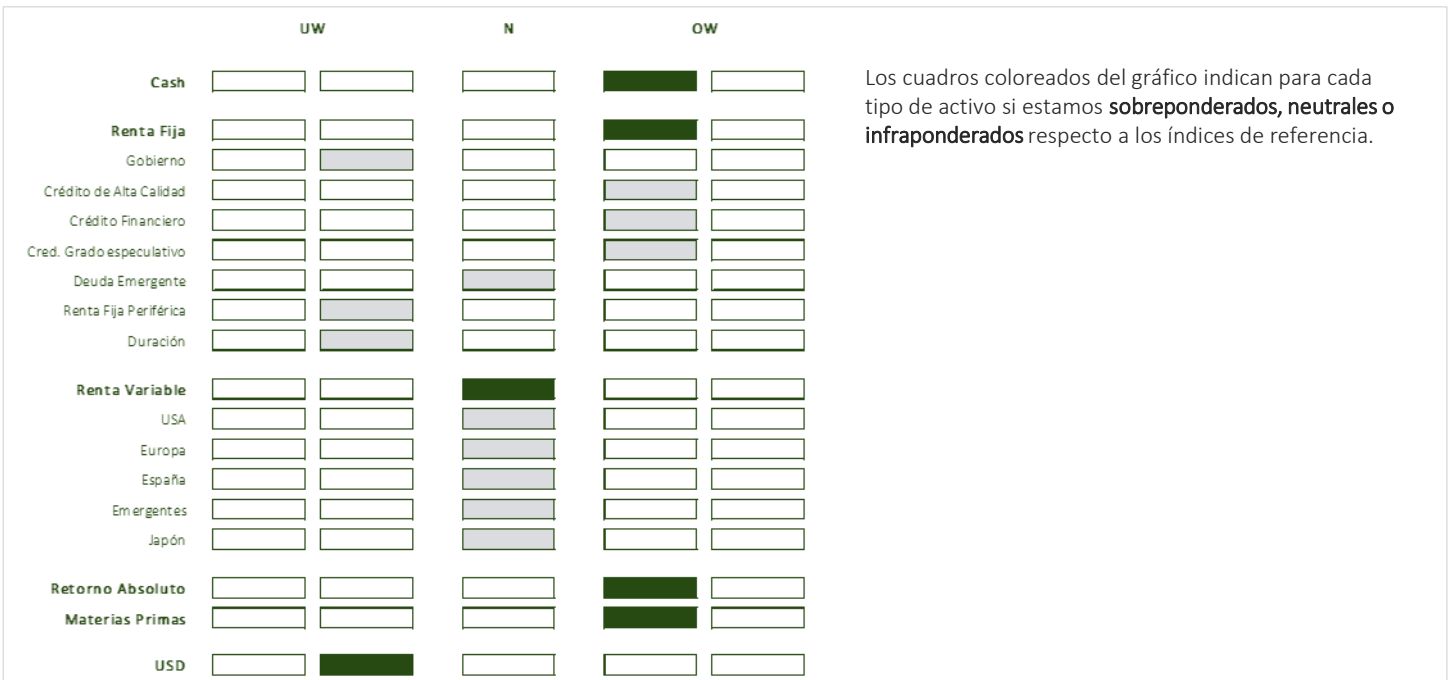 UW N OW
Cash
Renta Fija
Gobierno
Crédito de Alta Calidad
Crédito Financiero
Cred. Grado especulativo
Deuda Emergente
Renta Fija Periférica
Duración
Renta Variable
USA
Europa
España
Emergentes
Japón
Retorno Absoluto
Materias Primas
USD
Los cuadros coloreados del gráfico indican para cada
tipo de activo si estamos sobreponderados, neutrales o
infraponderados respecto a los índices de referencia.